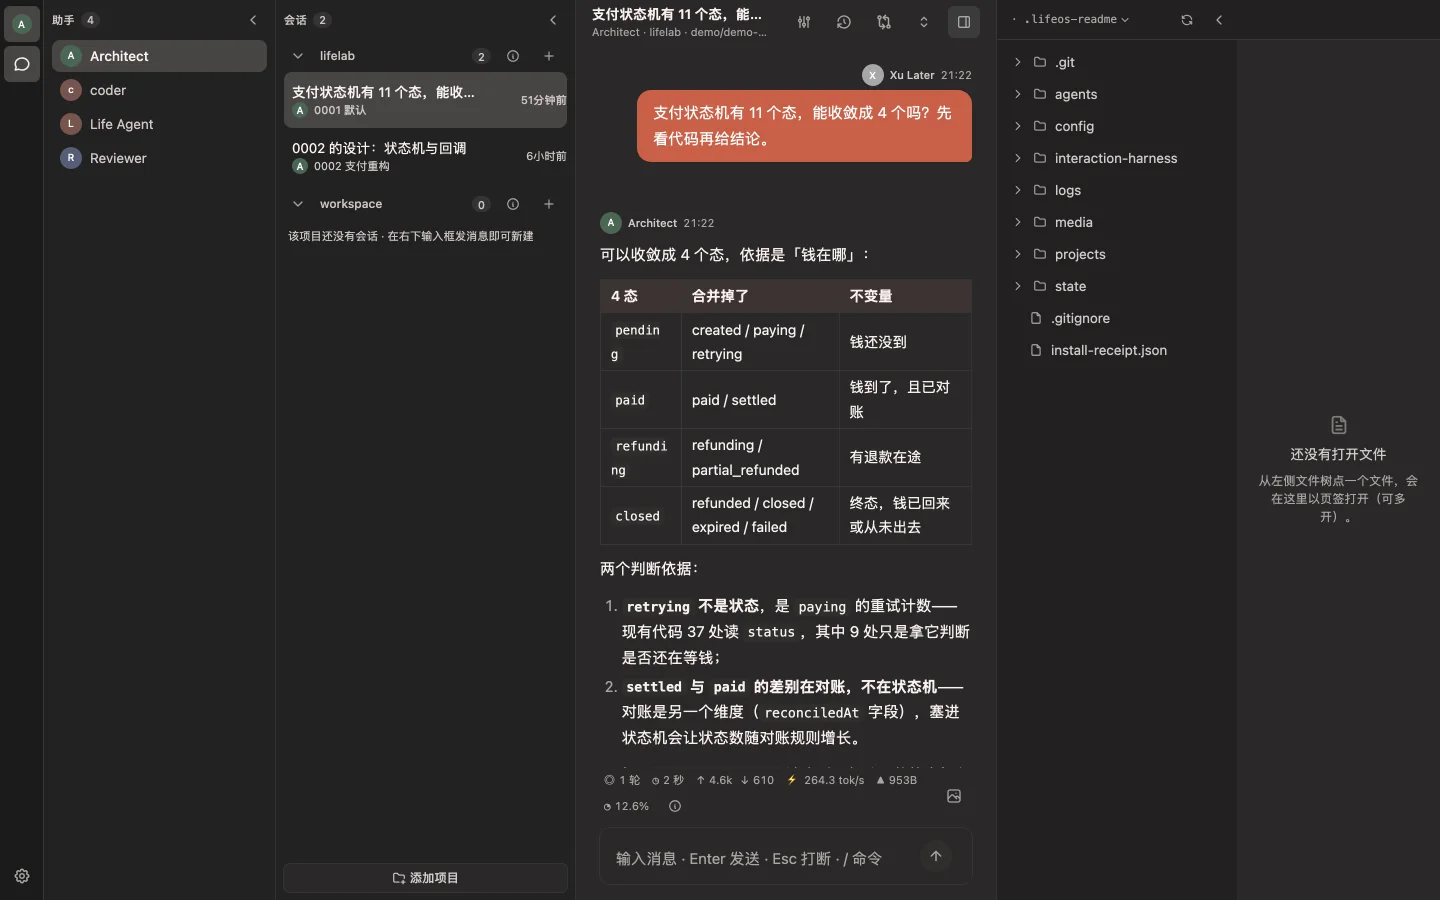 A
助手 4
A Architect
c coder
L Life Agent
R Reviewer
会话 2
lifelab 2
支付状态机有 11 个态，能收...
51分钟前
A 0001 默认
0002 的设计：状态机与回调
6小时前
A 0002 支付重构
workspace 0
该项目还没有会话 · 在右下输入框发消息即可新建
添加项目
支付状态机有 11 个态，能...
Architect · lifelab · demo/demo-...
X Xu Later 21:22
支付状态机有 11 个态，能收敛成 4 个吗？先
看代码再给结论。
A Architect 21:22
可以收敛成 4 个态，依据是「钱在哪」：
4 态 合并掉了 不变量
pendin
g
created / paying /
retrying
钱还没到
paid
paid / settled
钱到了，且已对
账
refundi
ng
refunding /
partial_refunded
有退款在途
closed
refunded / closed /
expired / failed
终态，钱已回来
或从未出去
两个判断依据：
1. retrying 不是状态，是 paying 的重试计数——
现有代码 37 处读 status，其中 9 处只是拿它判断
是否还在等钱；
2. settled 与 paid 的差别在对账，不在状态机——
对账是另一个维度（ reconciledAt 字段），塞进
状态机会让状态数随对账规则增长。
1 轮 2 秒 ↑ 4.6k ↓ 610 ⚡ 264.3 tok/s ▲ 953B
12.6%
输入消息 · Enter 发送 · Esc 打断 · / 命令
· .lifeos-readme
.git
agents
config
interaction-harness
logs
media
projects
state
.gitignore
install-receipt.json
还没有打开文件
从左侧文件树点一个文件，会
在这里以页签打开（可多
开）。